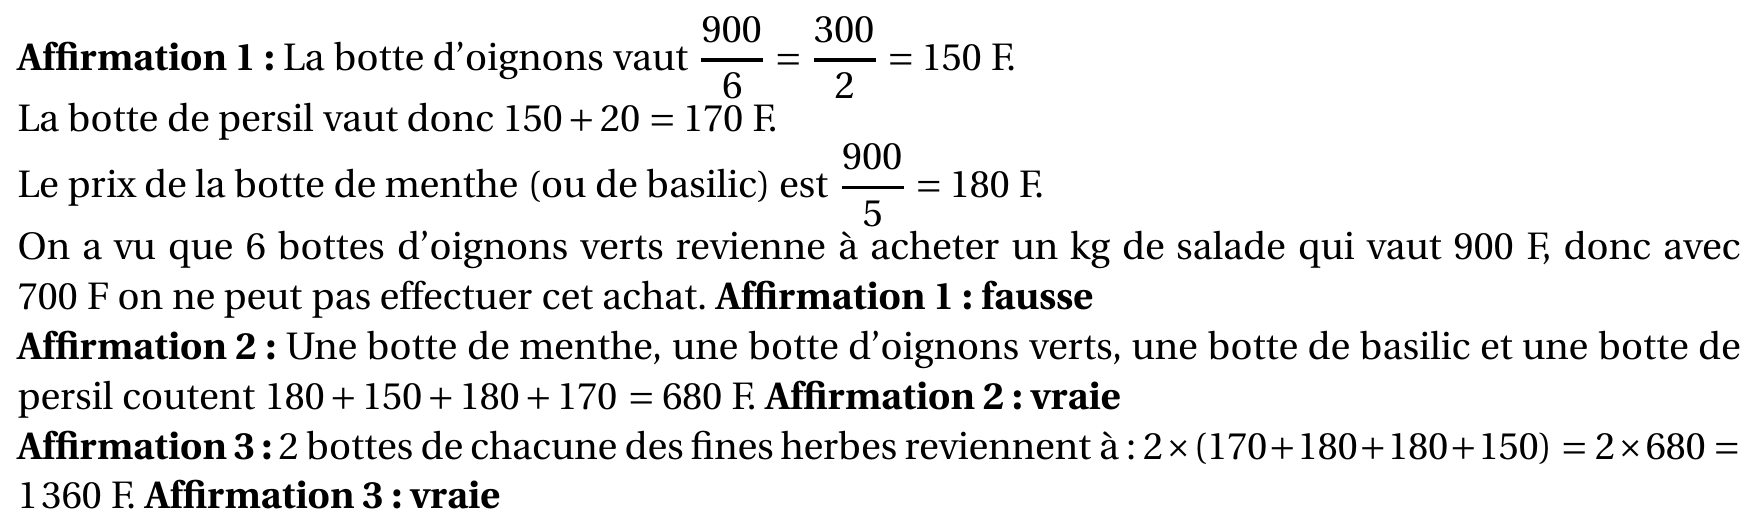 Affirmation 1 : La botte d'oignons vaut 900/6 = 300/2 = 150 F.
La botte de persil vaut donc 150 + 20 = 170 F.
Le prix de la botte de menthe (ou de basilic) est 900/5 = 180 F.
On a vu que 6 bottes d'oignons verts revienne à acheter un kg de salade qui vaut 900 F, donc avec
700 F on ne peut pas effectuer cet achat. Affirmation 1 : fausse
Affirmation 2 : Une botte de menthe, une botte d'oignons verts, une botte de basilic et une botte de
persil coutent 180 + 150 + 180 + 170 = 680 F. Affirmation 2 : vraie
Affirmation 3 : 2 bottes de chacune des fines herbes reviennent à : 2×(170+180+180+150) = 2×680 =
1 360 F. Affirmation 3 : vraie